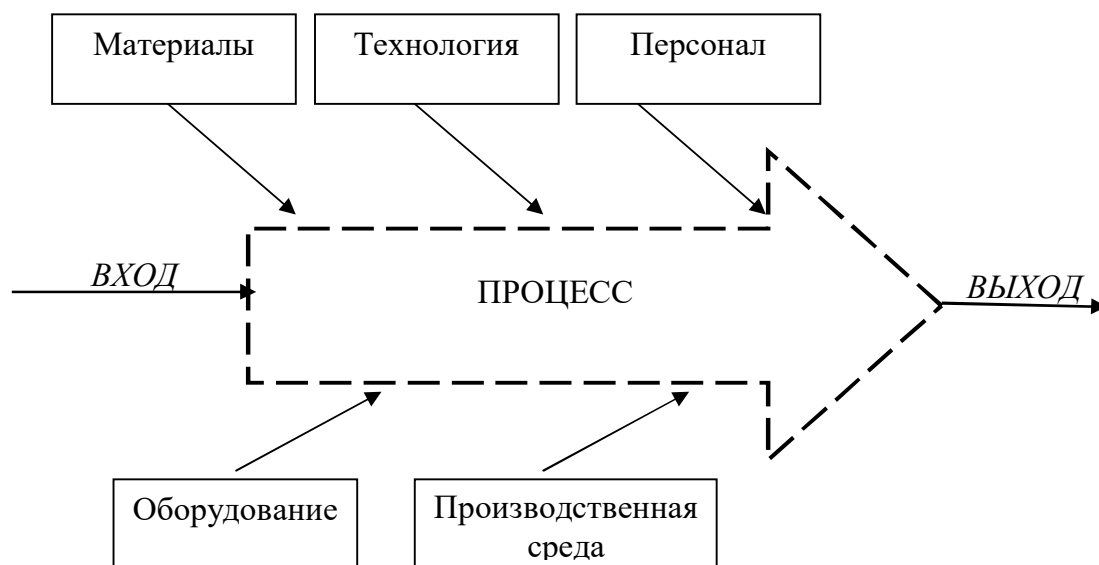 Материалы
Технология
Персонал
ВХОД
ПРОЦЕСС
ВЫХОД
Оборудование
Производственная
среда